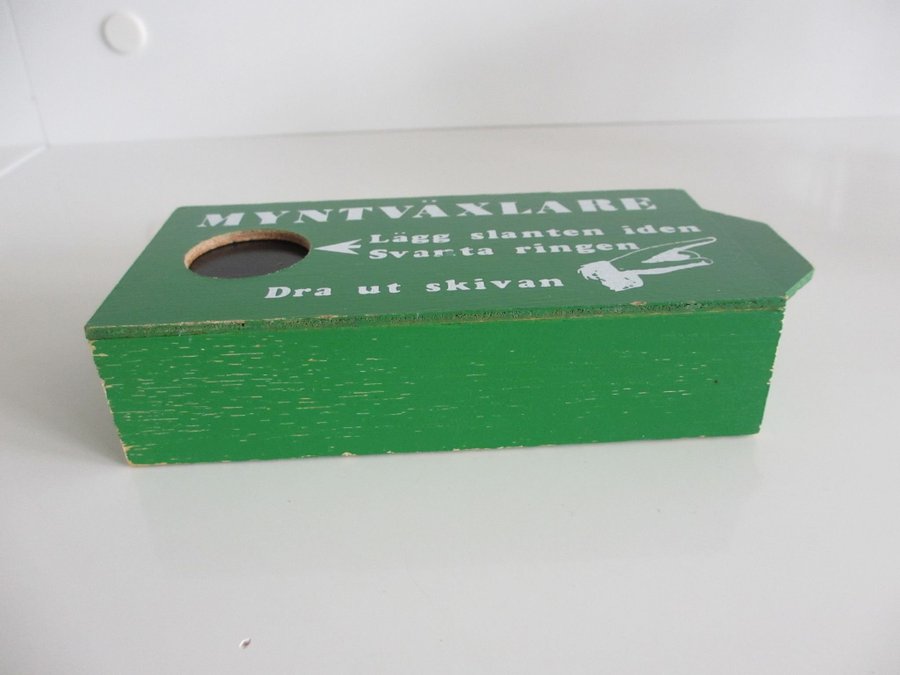 MYNTVÄXLARE
Lägg slanten iden
Svarta ringen
Dra ut skivan